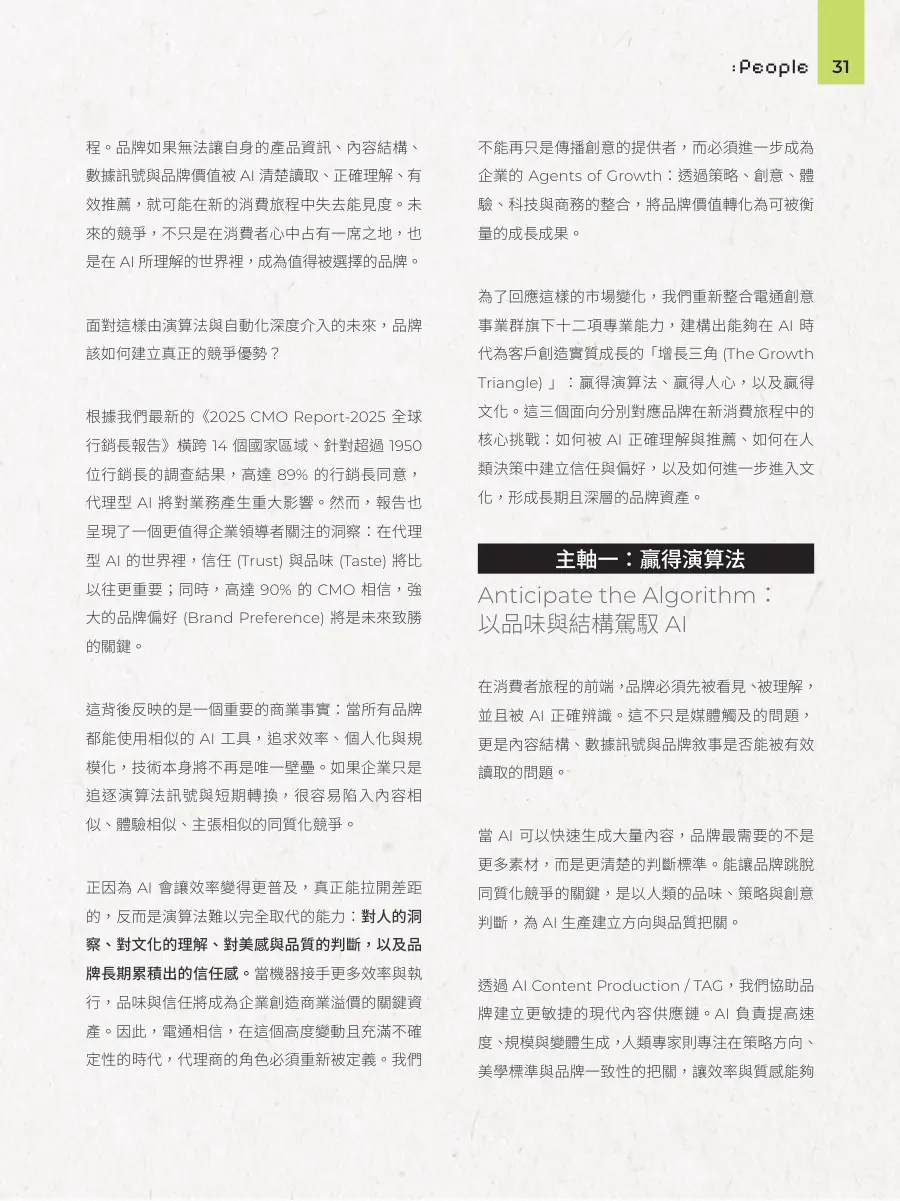 :People 31
程。品牌如果無法讓自身的產品資訊、內容結構、
數據訊號與品牌價值被 AI 清楚讀取、正確理解、有
效推薦，就可能在新的消費旅程中失去能見度。未
來的競爭，不只是在消費者心中占有一席之地，也
是在 AI 所理解的世界裡，成為值得被選擇的品牌。
面對這樣由演算法與自動化深度介入的未來，品牌
該如何建立真正的競爭優勢？
根據我們最新的《2025 CMO Report-2025 全球
行銷長報告》橫跨 14 個國家區域、針對超過 1950
位行銷長的調查結果，高達 89% 的行銷長同意，
代理型 AI 將對業務產生重大影響。然而，報告也
呈現了一個更值得企業領導者關注的洞察：在代理
型 AI 的世界裡，信任 (Trust) 與品味 (Taste) 將比
以往更重要；同時，高達 90% 的 CMO 相信，強
大的品牌偏好 (Brand Preference) 將是未來致勝
的關鍵。
這背後反映的是一個重要的商業事實：當所有品牌
都能使用相似的 AI 工具，追求效率、個人化與規
模化，技術本身將不再是唯一壁壘。如果企業只是
追逐演算法訊號與短期轉換，很容易陷入內容相
似、體驗相似、主張相似的同質化競爭。
正因為 AI 會讓效率變得更普及，真正能拉開差距
的，反而是演算法難以完全取代的能力：對人的洞
察、對文化的理解、對美感與品質的判斷，以及品
牌長期累積出的信任感。當機器接手更多效率與執
行，品味與信任將成為企業創造商業溢價的關鍵資
產。因此，電通相信，在這個高度變動且充滿不確
定性的時代，代理商的角色必須重新被定義。我們
不能再只是傳播創意的提供者，而必須進一步成為
企業的 Agents of Growth：透過策略、創意、體
驗、科技與商務的整合，將品牌價值轉化為可被衡
量的成長成果。
為了回應這樣的市場變化，我們重新整合電通創意
事業群旗下十二項專業能力，建構出能夠在 AI 時
代為客戶創造實質成長的「增長三角 (The Growth
Triangle) 」：贏得演算法、贏得人心，以及贏得
文化。這三個面向分別對應品牌在新消費旅程中的
核心挑戰：如何被 AI 正確理解與推薦、如何在人
類決策中建立信任與偏好，以及如何進一步進入文
化，形成長期且深層的品牌資產。
主軸一：贏得演算法
Anticipate the Algorithm：
以品味與結構駕馭 AI
在消費者旅程的前端，品牌必須先被看見、被理解，
並且被 AI 正確辨識。這不只是媒體觸及的問題，
更是內容結構、數據訊號與品牌敘事是否能被有效
讀取的問題。
當 AI 可以快速生成大量內容，品牌最需要的不是
更多素材，而是更清楚的判斷標準。能讓品牌跳脫
同質化競爭的關鍵，是以人類的品味、策略與創意
判斷，為 AI 生產建立方向與品質把關。
透過 AI Content Production / TAG，我們協助品
牌建立更敏捷的現代內容供應鏈。AI 負責提高速
度、規模與變體生成，人類專家則專注在策略方向、
美學標準與品牌一致性的把關，讓效率與質感能夠